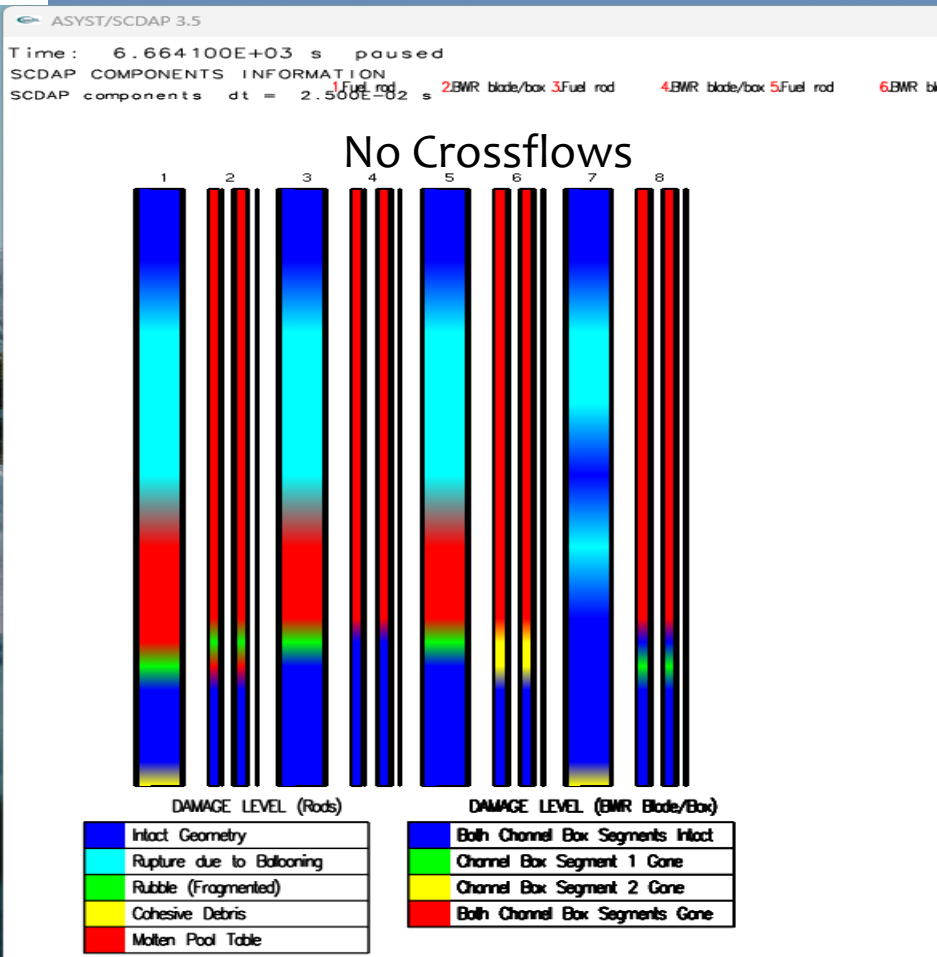 ASYST/SCDAP 3.5
Time: 6.664100E+03 s paused
SCDAP COMPONENTS INFORMATION
SCDAP components dt = 2.500E-02 s
1.Fuel rod 2.BWR blade/box 3.Fuel rod 4.BWR blade/box 5.Fuel rod 6.BWR bl
No Crossflows
1 2 3 4 5 6 7 8
DAMAGE LEVEL (Rods)
Intact Geometry
Rupture due to Ballooning
Rubble (Fragmented)
Cohesive Debris
Molten Pool Table
DAMAGE LEVEL (BWR Blade/Box)
Both Channel Box Segments Intact
Channel Box Segment 1 Gone
Channel Box Segment 2 Gone
Both Channel Box Segments Gone